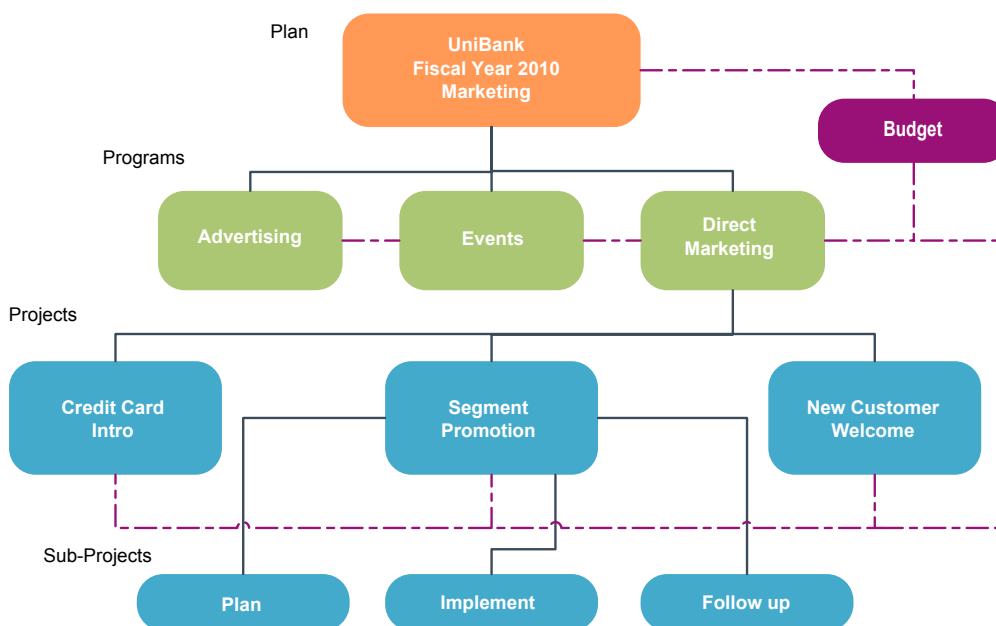 Plan
UniBank
Fiscal Year 2010
Marketing
Budget
Programs
Advertising
Events
Direct
Marketing
Projects
Credit Card
Intro
Segment
Promotion
New Customer
Welcome
Sub-Projects
Plan
Implement
Follow up